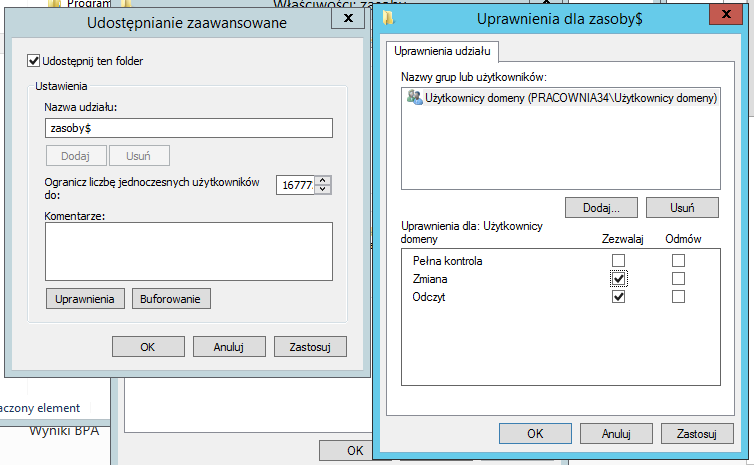 Program
Właściwości: zasoby
Udostępnianie zaawansowane
Udostępnij ten folder
Ustawienia
Nazwa udziału:
zasoby$
Dodaj
Usuń
Ogranicz liczbę jednoczesnych użytkowników
do:
16777
Komentarze:
Uprawnienia
Buforowanie
OK
Anuluj
Zastosuj
aczony element
Wyniki BPA
OK
Uprawnienia dla zasoby$
Uprawnienia udziału
Nazwy grup lub użytkowników:
Użytkownicy domeny (PRACOWNIA34\Użytkownicy domeny)
Dodaj...
Usuń
Uprawnienia dla: Użytkownicy
domeny
Zezwalaj
Odmów
Pełna kontrola
Zmiana
Odczyt
OK
Anuluj
Zastosuj